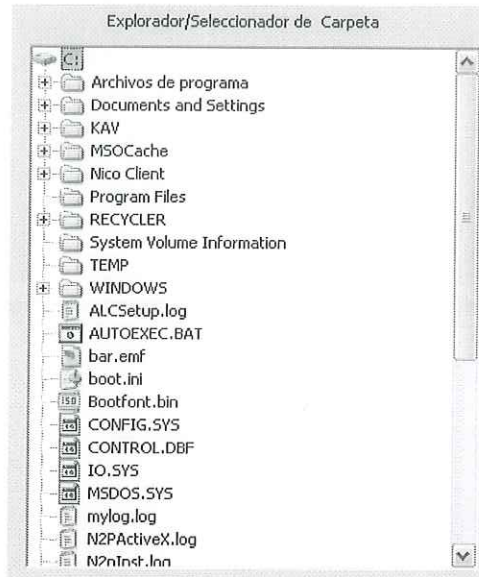 Explorador/Seleccionador de Carpeta
C:
Archivos de programa
Documents and Settings
KAV
MSOCache
Nico Client
Program Files
RECYCLER
System Volume Information
TEMP
WINDOWS
ALCSetup.log
AUTOEXEC.BAT
bar.emf
boot.ini
Bootfont.bin
CONFIG.SYS
CONTROL.DBF
IO.SYS
MSDOS.SYS
mylog.log
N2PActiveX.log
N2pInst.log